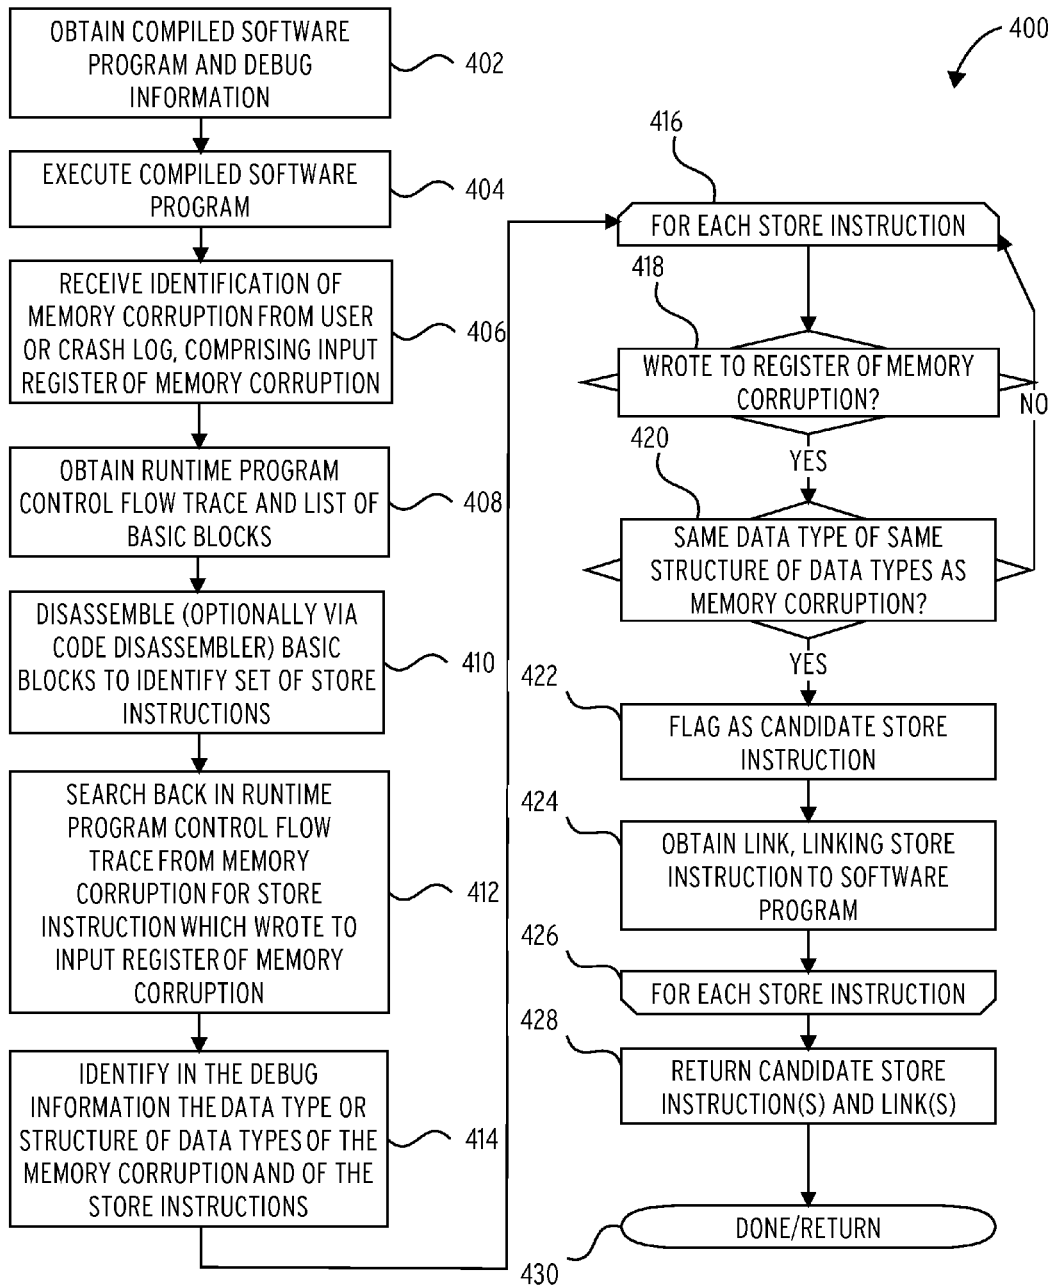 OBTAIN COMPILED SOFTWARE
PROGRAM AND DEBUG
INFORMATION
402
EXECUTE COMPILED SOFTWARE
PROGRAM
404
RECEIVE IDENTIFICATION OF
MEMORY CORRUPTION FROM USER
OR CRASH LOG, COMPRISING INPUT
REGISTER OF MEMORY CORRUPTION
406
OBTAIN RUNTIME PROGRAM
CONTROL FLOW TRACE AND LIST OF
BASIC BLOCKS
408
DISASSEMBLE (OPTIONALLY VIA
CODE DISASSEMBLER) BASIC
BLOCKS TO IDENTIFY SET OF STORE
INSTRUCTIONS
410
SEARCH BACK IN RUNTIME
PROGRAM CONTROL FLOW
TRACE FROM MEMORY
CORRUPTION FOR STORE
INSTRUCTION WHICH WROTE TO
INPUT REGISTER OF MEMORY
CORRUPTION
412
IDENTIFY IN THE DEBUG
INFORMATION THE DATA TYPE OR
STRUCTURE OF DATA TYPES OF THE
MEMORY CORRUPTION AND OF THE
STORE INSTRUCTIONS
414
400
416
FOR EACH STORE INSTRUCTION
418
WROTE TO REGISTER OF MEMORY
CORRUPTION?
NO
YES
420
SAME DATA TYPE OF SAME
STRUCTURE OF DATA TYPES AS
MEMORY CORRUPTION?
YES
422
FLAG AS CANDIDATE STORE
INSTRUCTION
424
OBTAIN LINK, LINKING STORE
INSTRUCTION TO SOFTWARE
PROGRAM
426
FOR EACH STORE INSTRUCTION
428
RETURN CANDIDATE STORE
INSTRUCTION(S) AND LINK(S)
DONE/RETURN
430